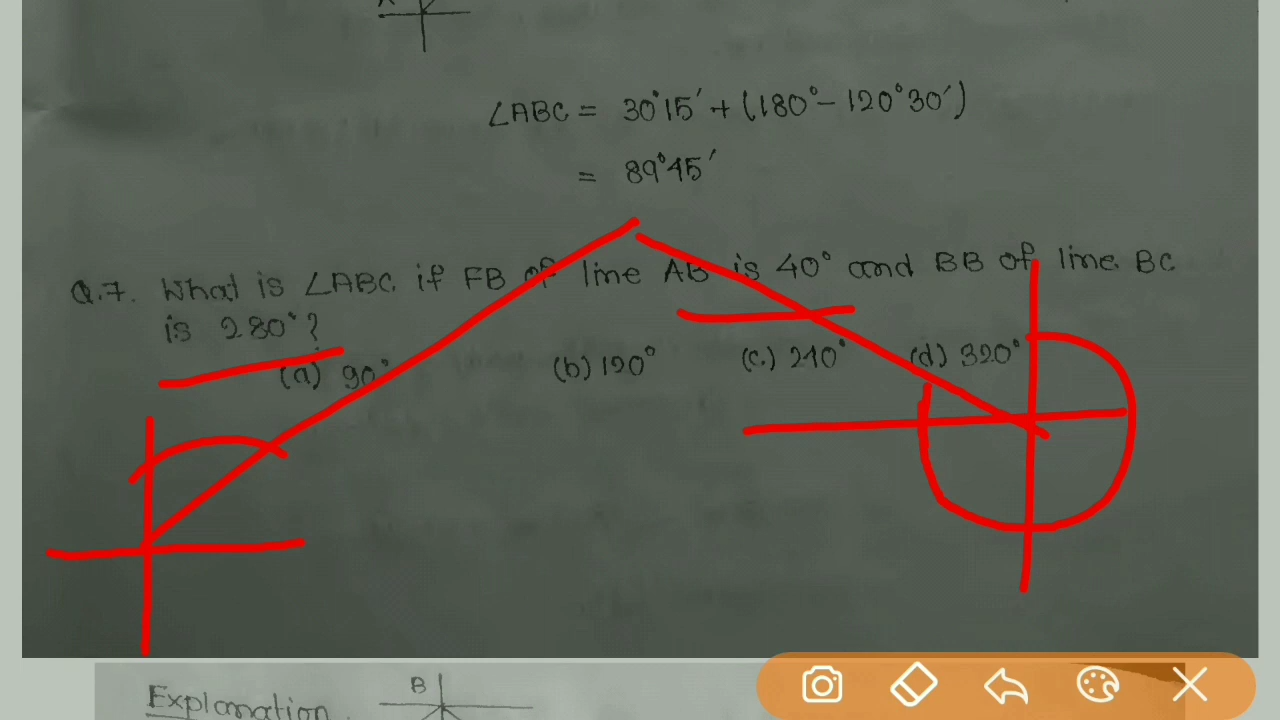 ∠ABC = 30°15′ + (180° - 120°30′)
= 89°45′
Q.7. What is ∠ABC if FB of line AB is 40° and BB of line BC
is 280°?
(a) 90° (b) 120° (c) 240° (d) 320°
Explanation.
B